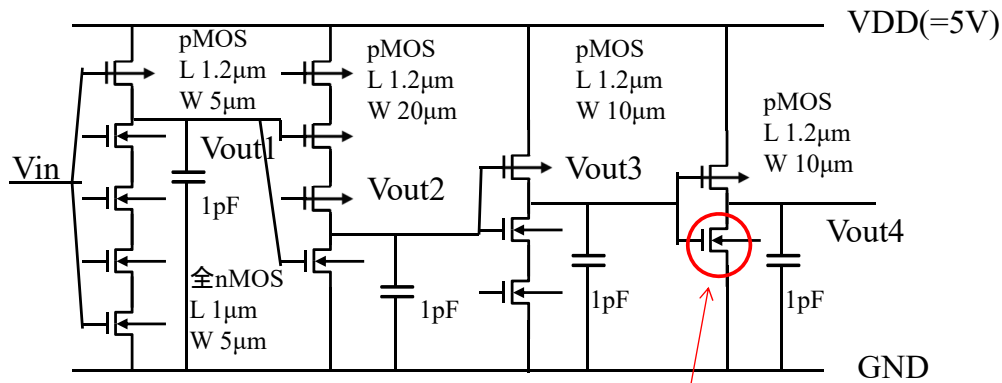 VDD(=5V)
pMOS
L 1.2μm
W 5μm
pMOS
L 1.2μm
W 20μm
pMOS
L 1.2μm
W 10μm
pMOS
L 1.2μm
W 10μm
Vin
Vout1
Vout2
Vout3
Vout4
1pF
1pF
1pF
1pF
全nMOS
L 1μm
W 5μm
GND